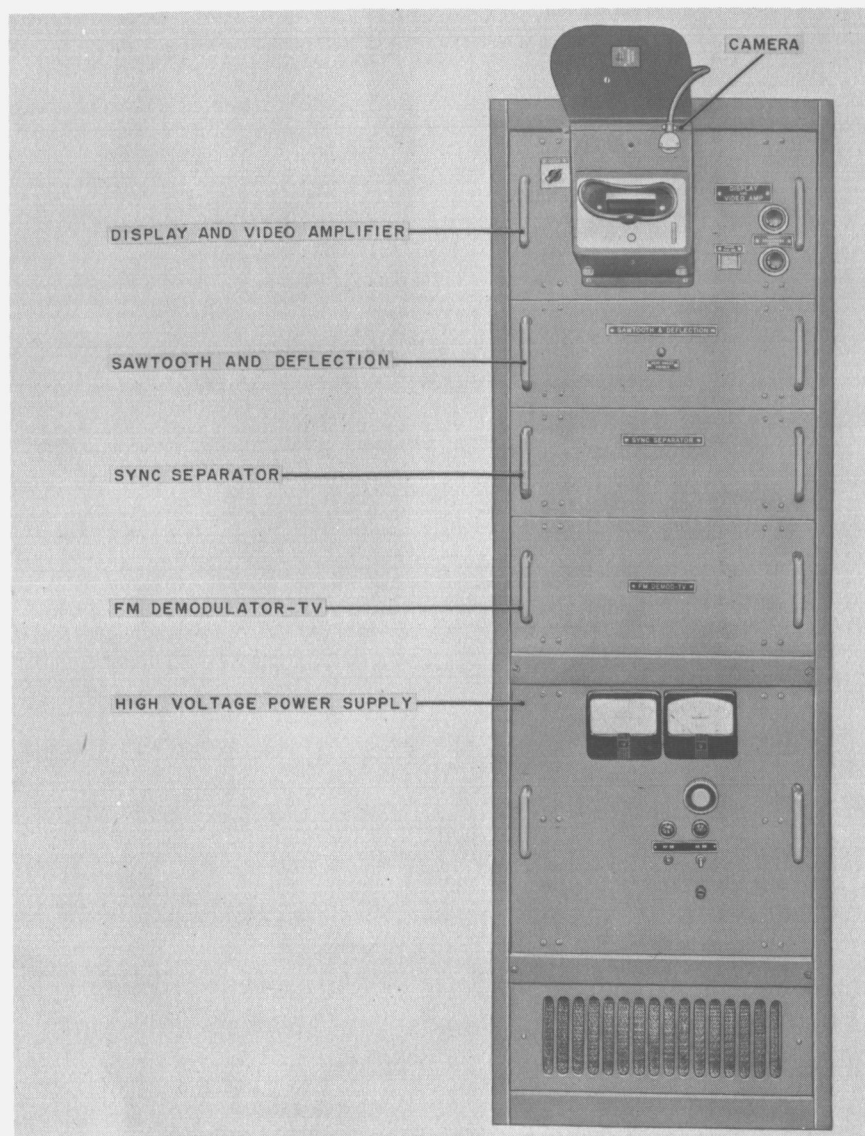 CAMERA
DISPLAY
VIDEO AMP
DISPLAY AND VIDEO AMPLIFIER
SAWTOOTH & DEFLECTION
SAWTOOTH AND DEFLECTION
SYNC SEPARATOR
SYNC SEPARATOR
FM DEMOD-TV
FM DEMODULATOR-TV
HIGH VOLTAGE POWER SUPPLY